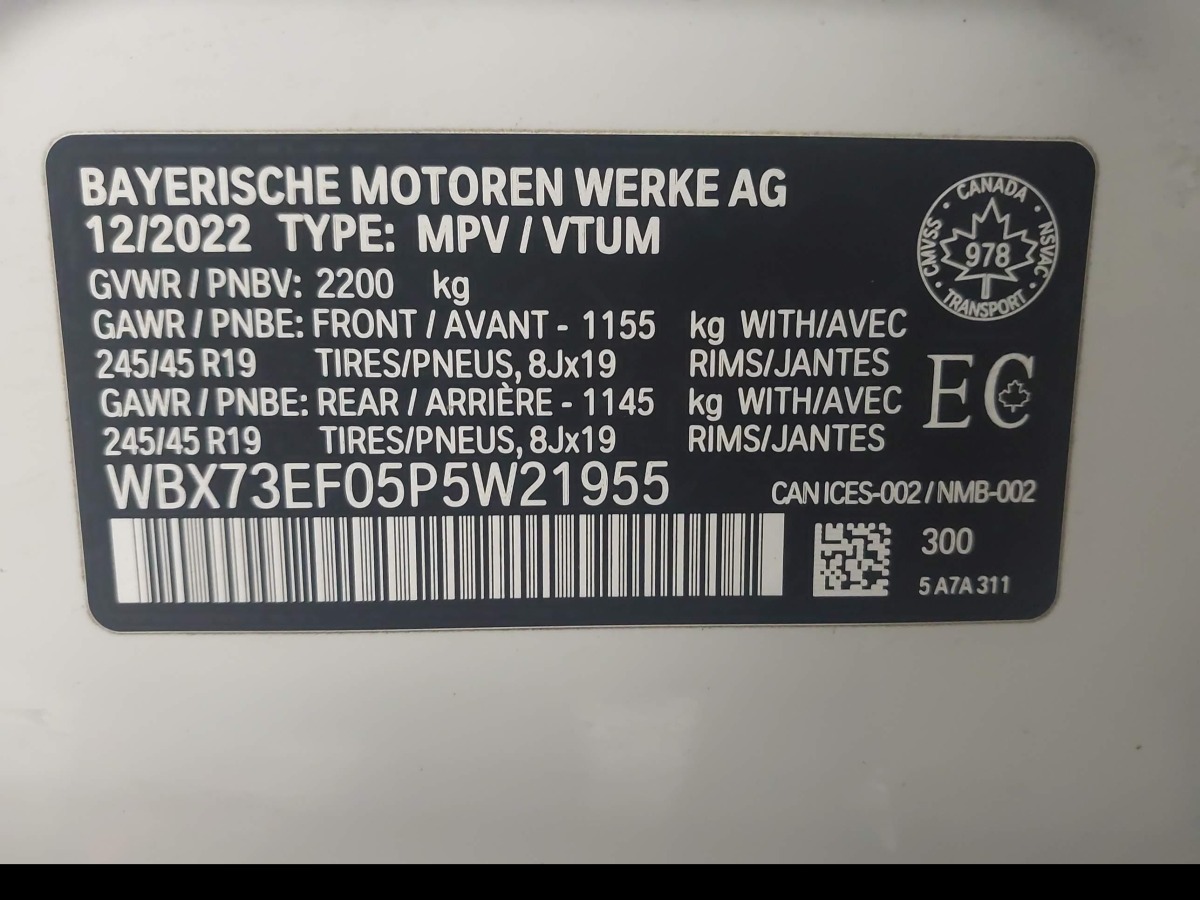 BAYERISCHE MOTOREN WERKE AG
12/2022 TYPE: MPV / VTUM
GVWR / PNBV: 2200 kg
GAWR / PNBE: FRONT / AVANT - 1155 kg WITH/AVEC
245/45 R19 TIRES/PNEUS, 8Jx19 RIMS/JANTES
GAWR / PNBE: REAR / ARRIÈRE - 1145 kg WITH/AVEC
245/45 R19 TIRES/PNEUS, 8Jx19 RIMS/JANTES
WBX73EF05P5W21955
CANADA
CMVSS · NSVAC
978
TRANSPORT
EC
CAN ICES-002 / NMB-002
300
5 A7A 311